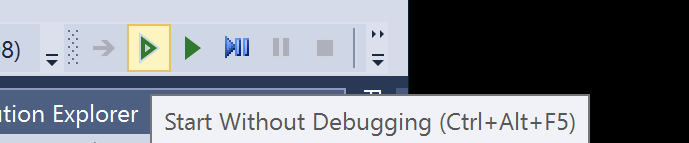 8)
ution Explorer
Start Without Debugging (Ctrl+Alt+F5)